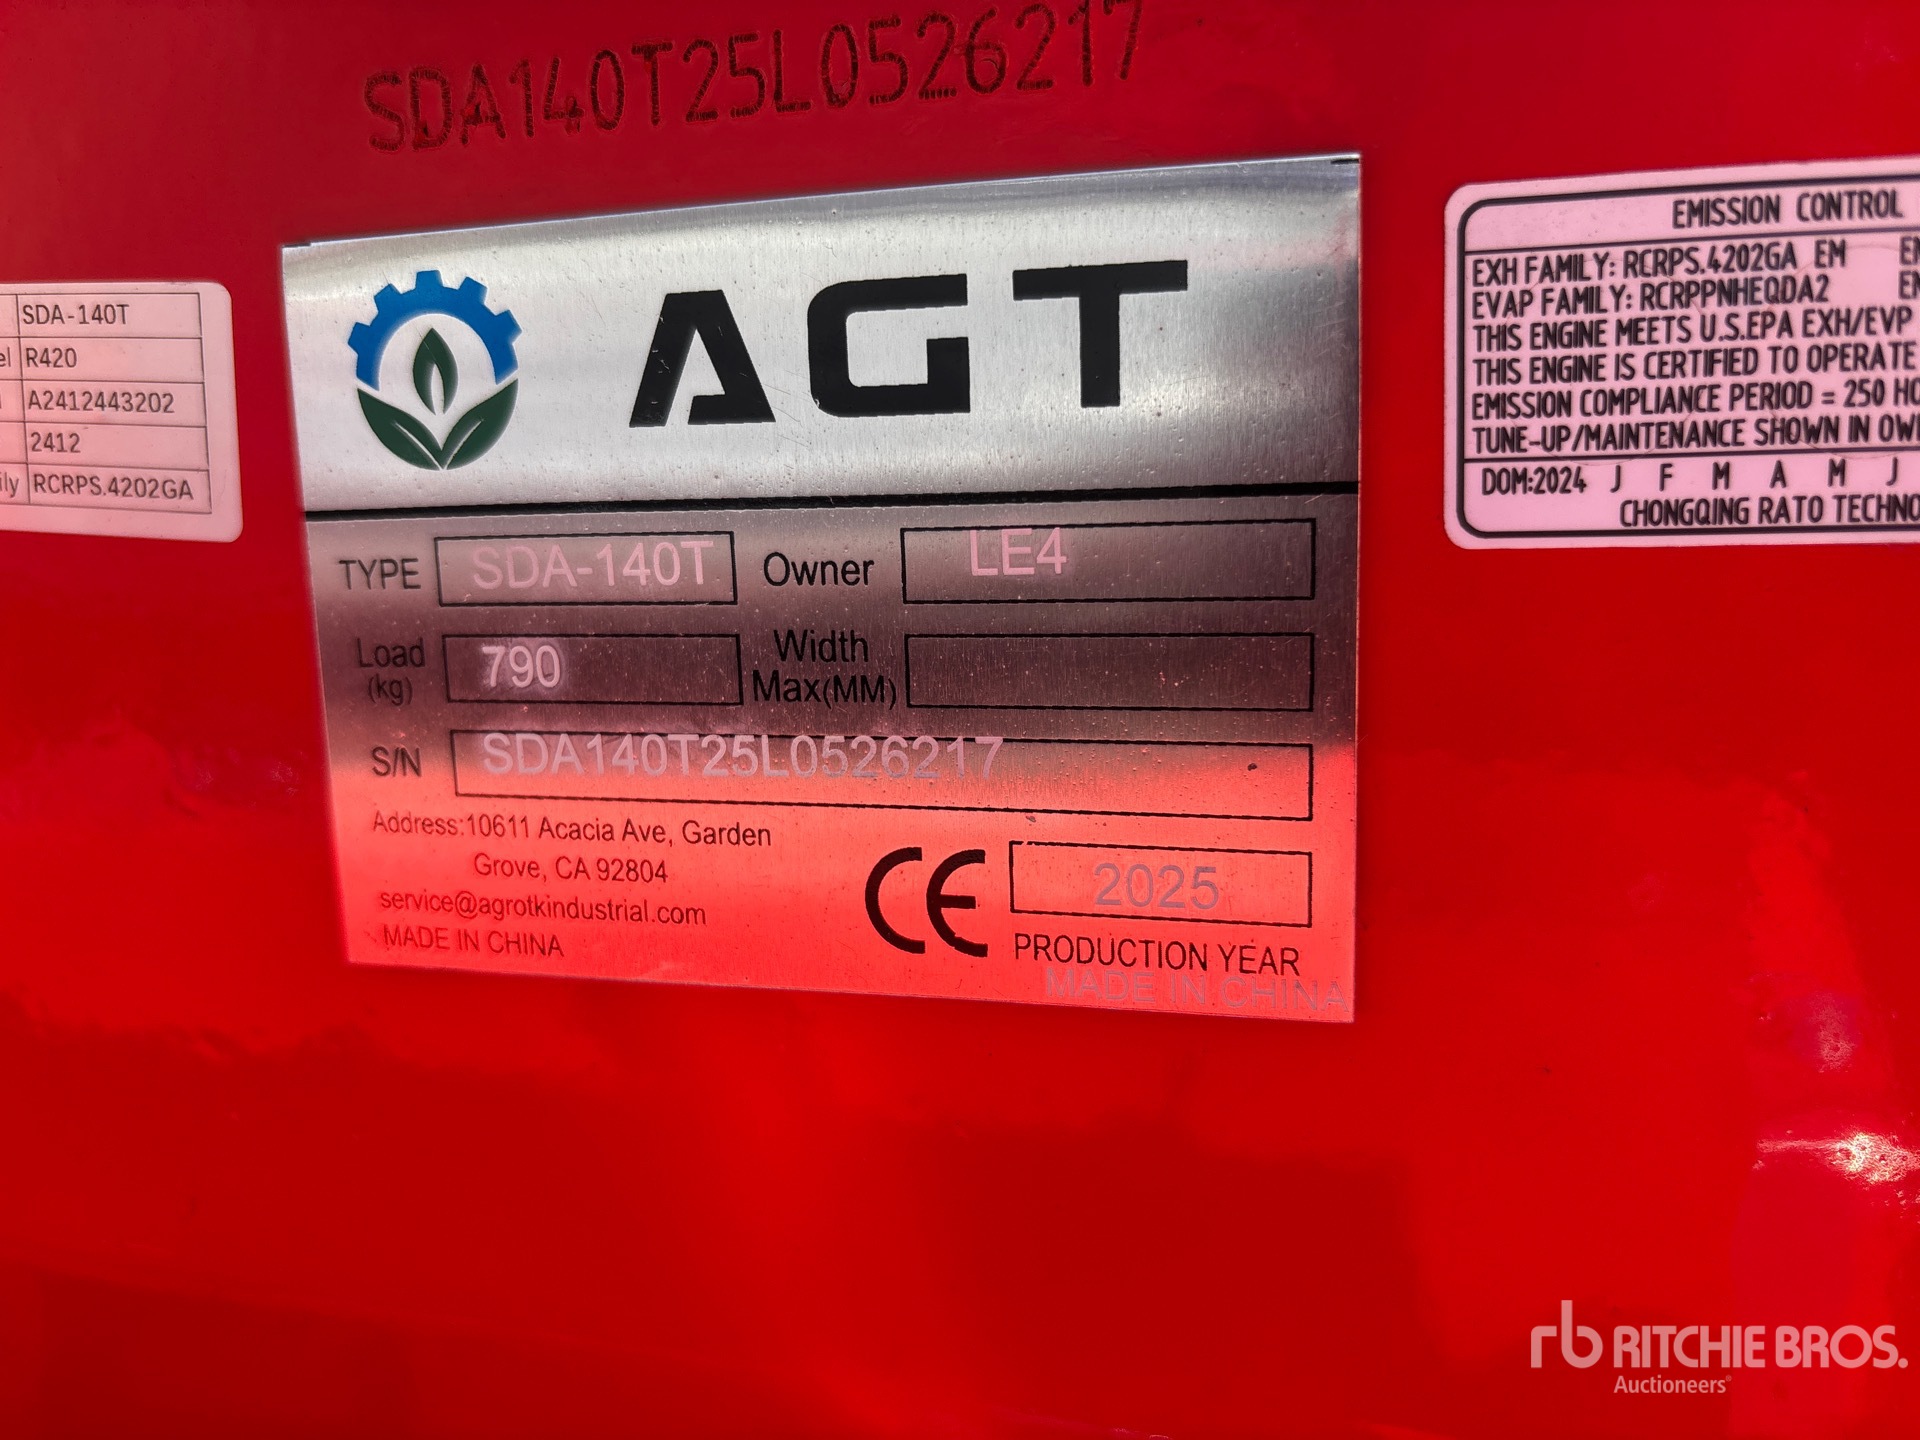 SDA140T25L0526217
AGT
TYPE SDA-140T Owner LE4
Load (kg) 790 Width Max(MM)
S/N SDA140T25L0526217
Address:10611 Acacia Ave, Garden
Grove, CA 92804
service@agrotkindustrial.com
MADE IN CHINA
CE 2025
PRODUCTION YEAR
MADE IN CHINA
SDA-140T
R420
A2412443202
2412
RCRPS.4202GA
EMISSION CONTROL
EXH FAMILY: RCRPS.4202GA EM
EVAP FAMILY: RCRPPNHEQDA2
THIS ENGINE MEETS U.S.EPA EXH/EVP
THIS ENGINE IS CERTIFIED TO OPERATE
EMISSION COMPLIANCE PERIOD = 250
TUNE-UP/MAINTENANCE SHOWN IN
DOM:2024 J F M A M J
CHONGQING RATO
rb RITCHIE BROS.
Auctioneers